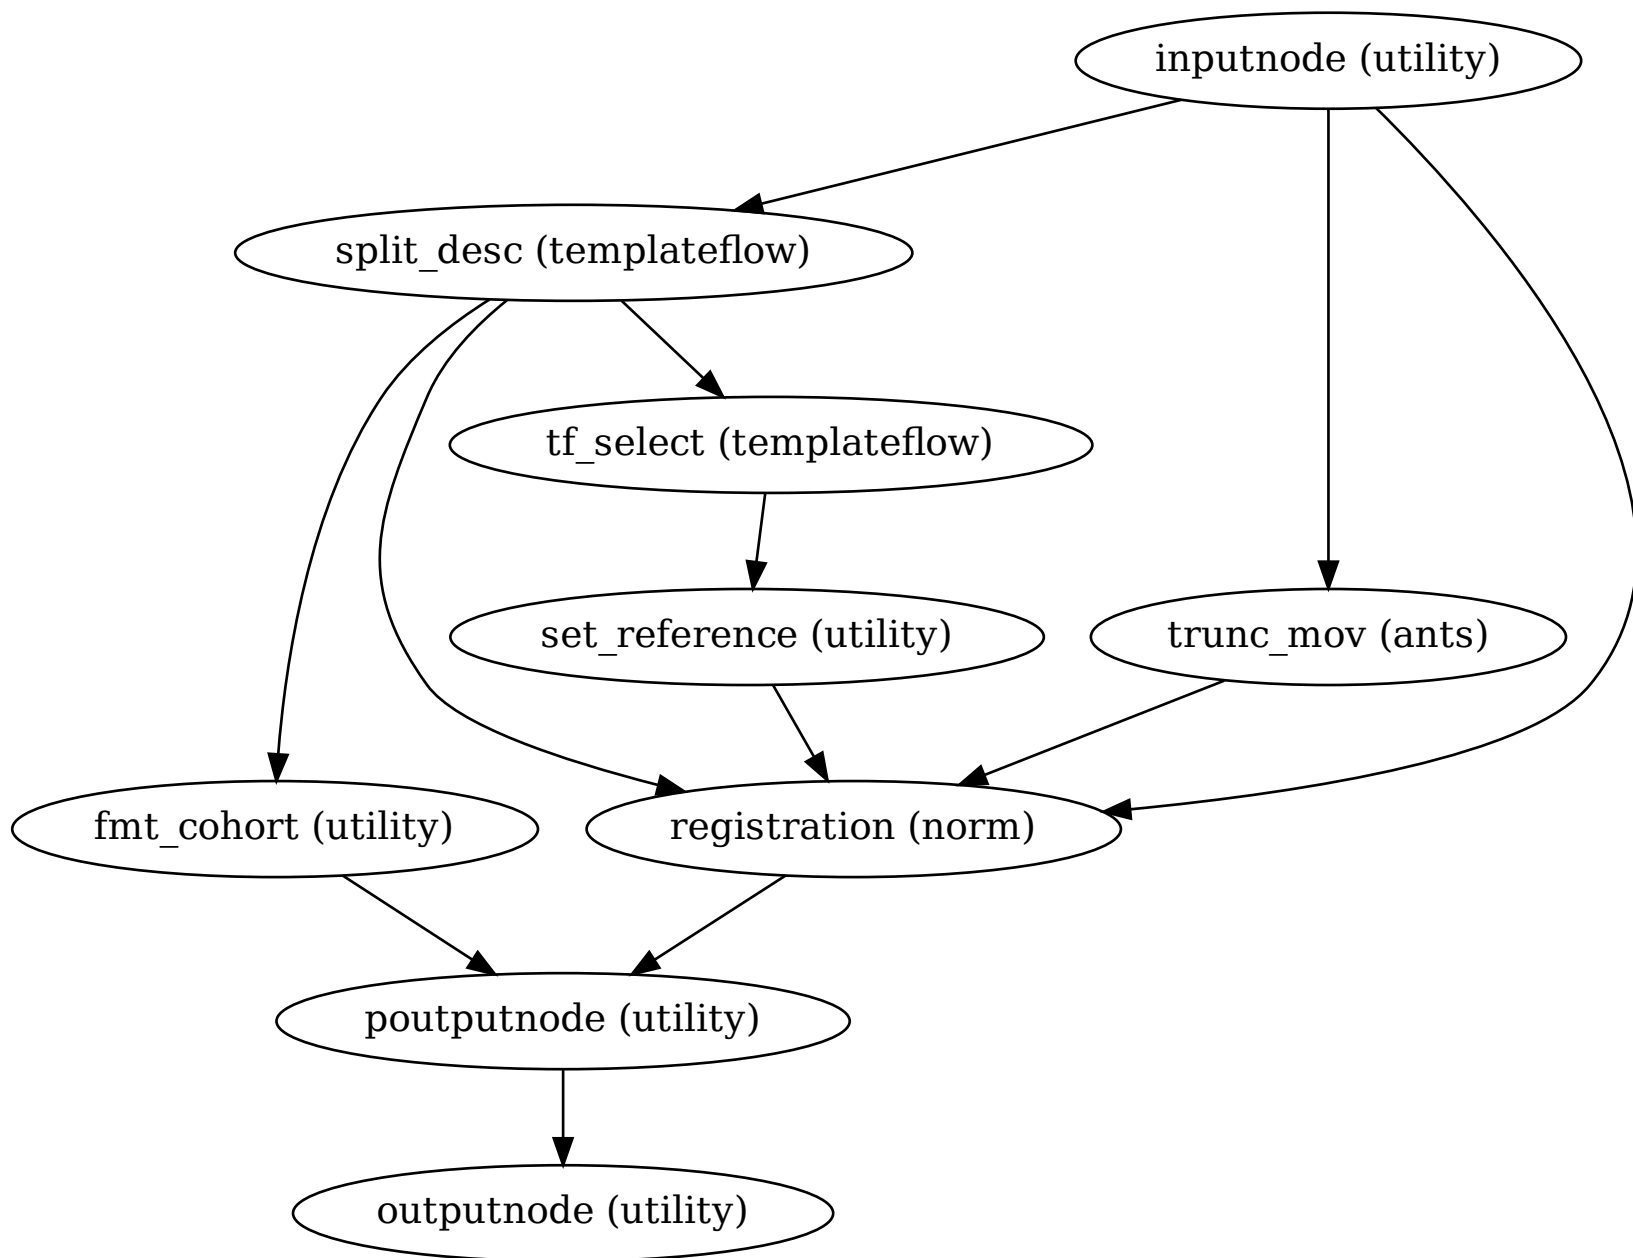 inputnode (utility)
split_desc (templateflow)
tf_select (templateflow)
set_reference (utility)
trunc_mov (ants)
fmt_cohort (utility)
registration (norm)
poutputnode (utility)
outputnode (utility)